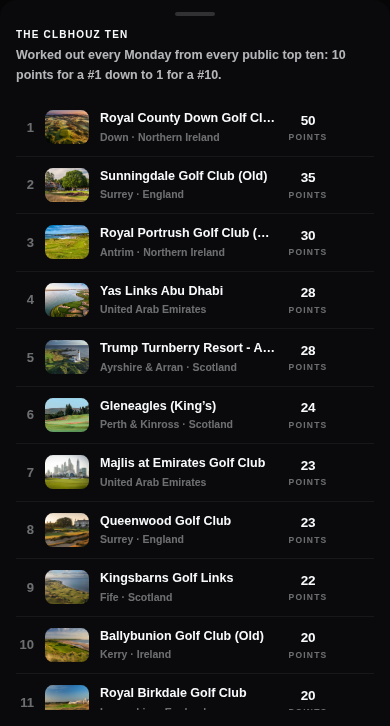 THE CLBHOUZ TEN
Worked out every Monday from every public top ten: 10
points for a #1 down to 1 for a #10.
1
Royal County Down Golf Cl…
Down · Northern Ireland
50
POINTS
2
Sunningdale Golf Club (Old)
Surrey · England
35
POINTS
3
Royal Portrush Golf Club (…
Antrim · Northern Ireland
30
POINTS
4
Yas Links Abu Dhabi
United Arab Emirates
28
POINTS
5
Trump Turnberry Resort - A…
Ayrshire & Arran · Scotland
28
POINTS
6
Gleneagles (King’s)
Perth & Kinross · Scotland
24
POINTS
7
Majlis at Emirates Golf Club
United Arab Emirates
23
POINTS
8
Queenwood Golf Club
Surrey · England
23
POINTS
9
Kingsbarns Golf Links
Fife · Scotland
22
POINTS
10
Ballybunion Golf Club (Old)
Kerry · Ireland
20
POINTS
11
Royal Birkdale Golf Club
20